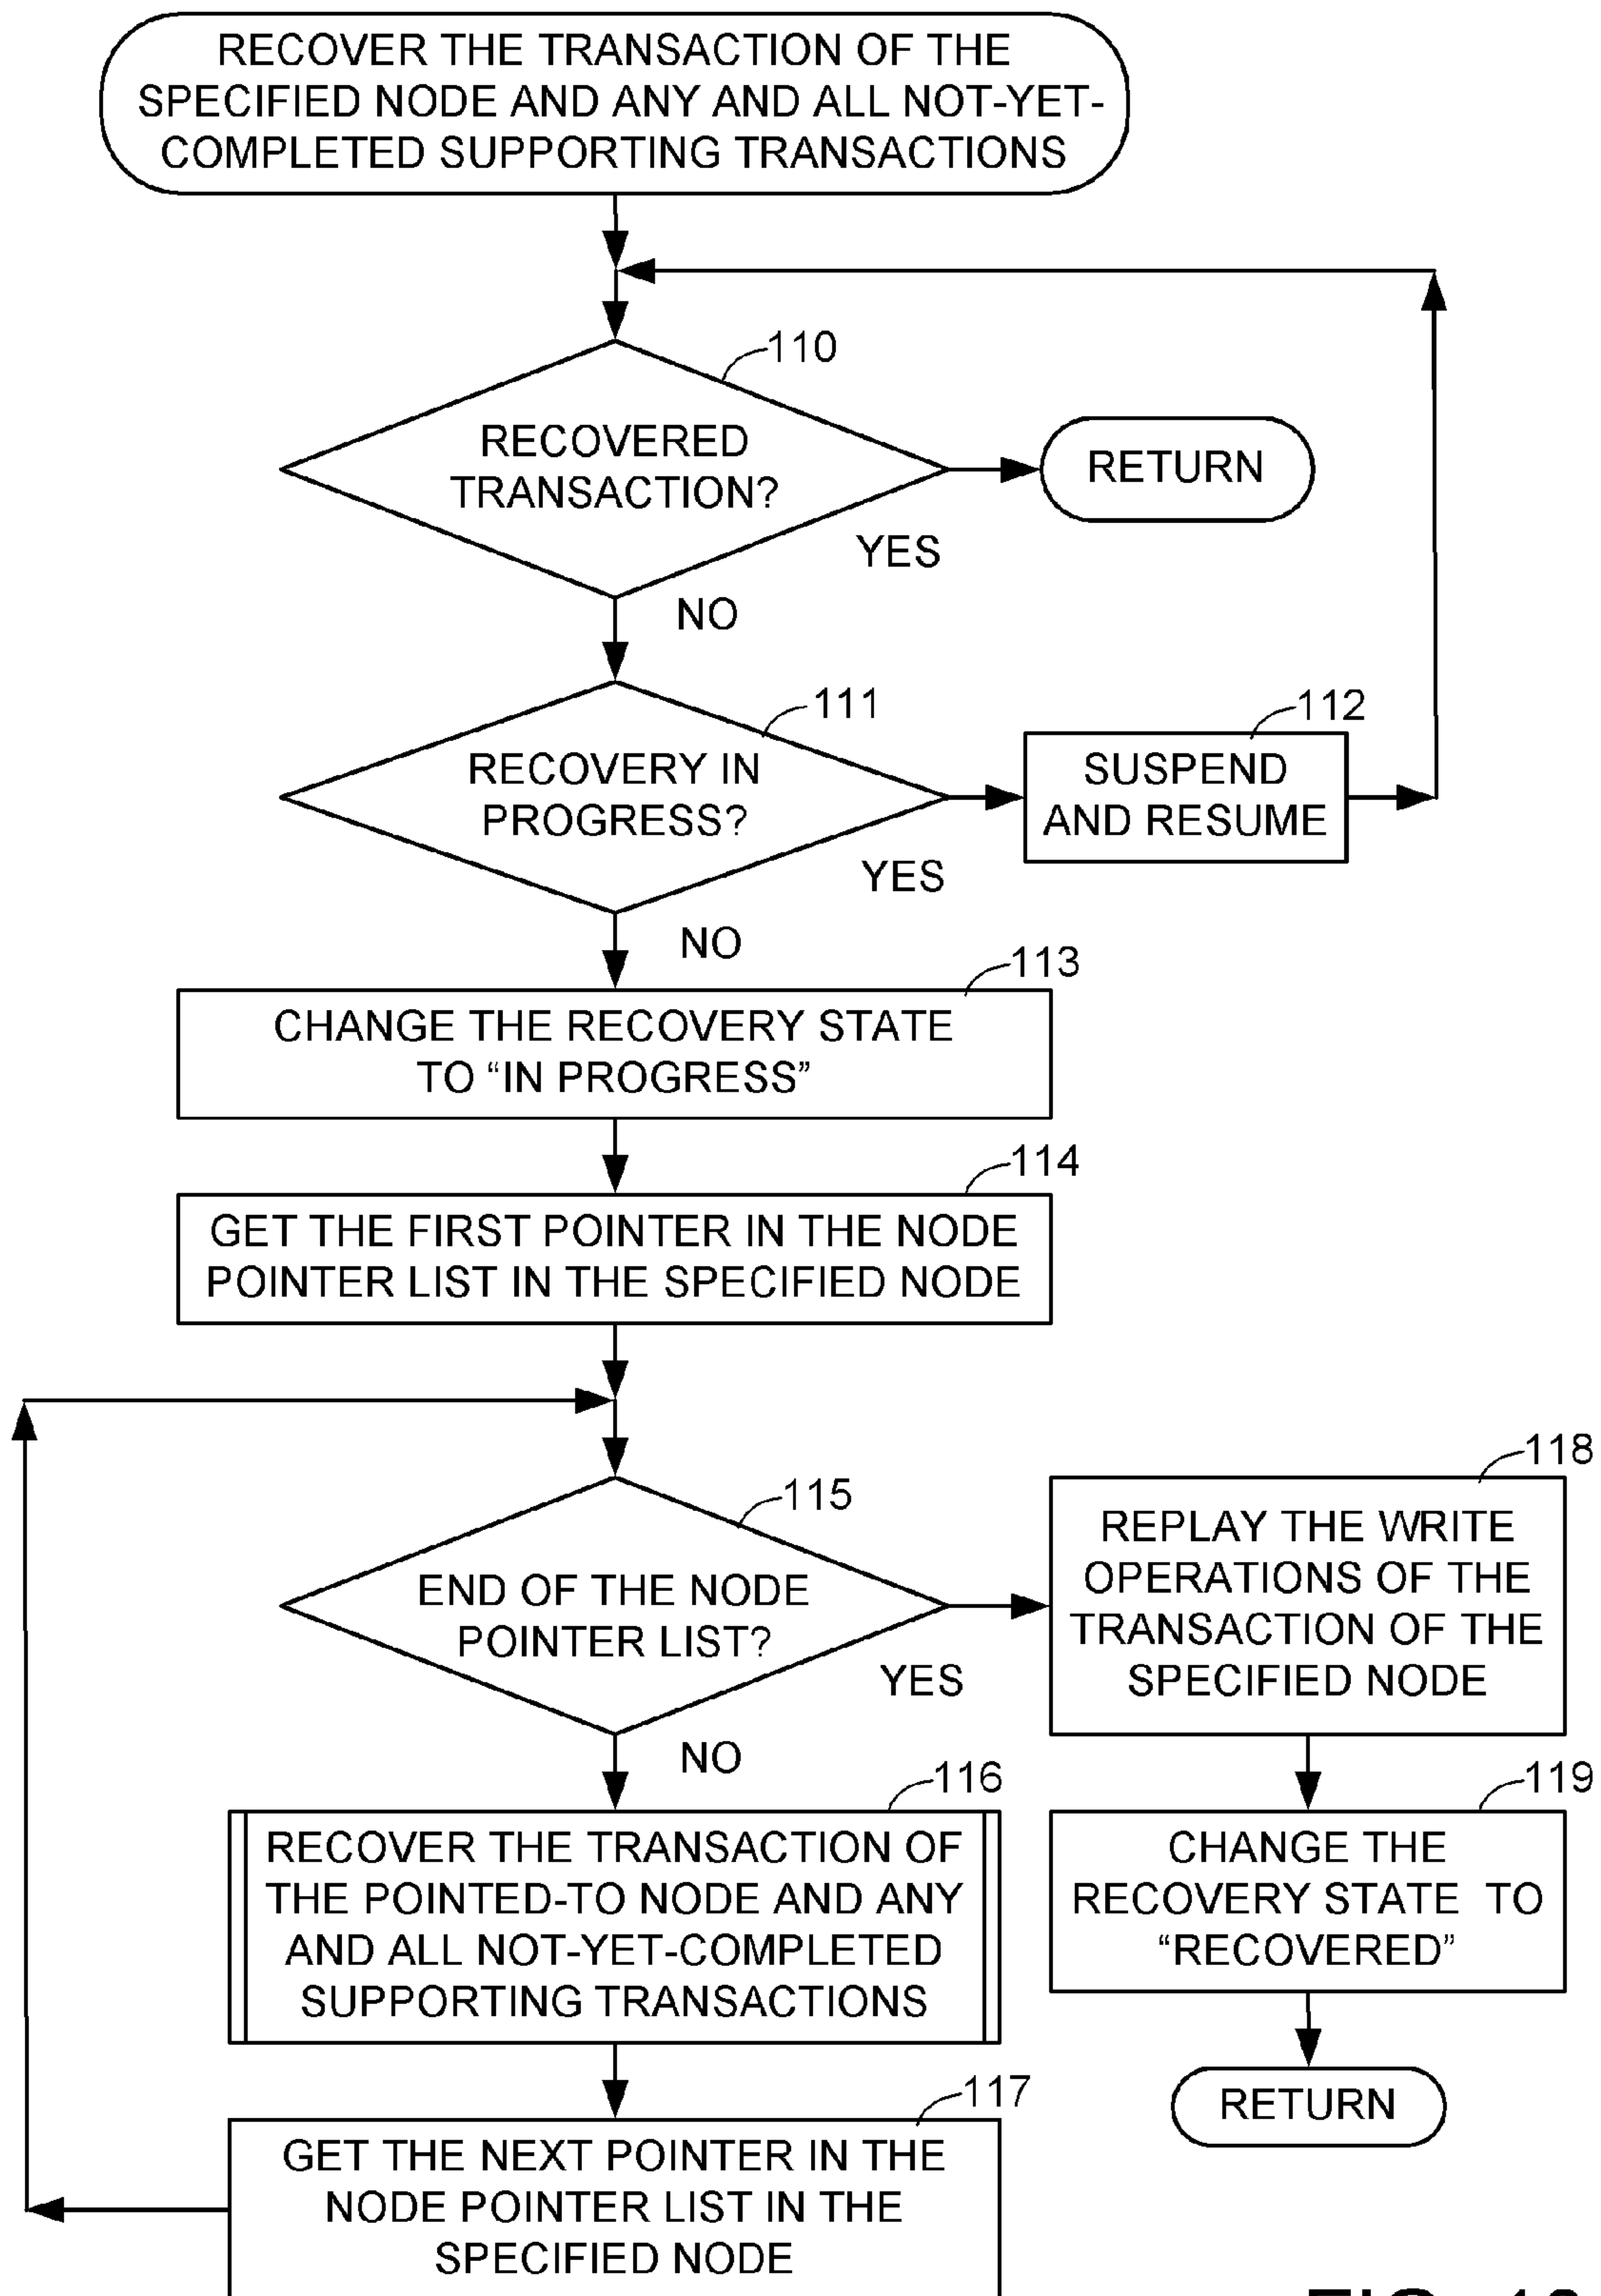 RECOVER THE TRANSACTION OF THE
SPECIFIED NODE AND ANY AND ALL NOT-YET-
COMPLETED SUPPORTING TRANSACTIONS
110
RECOVERED
TRANSACTION?
RETURN
YES
NO
111
RECOVERY IN
PROGRESS?
112
SUSPEND
AND RESUME
YES
NO
113
CHANGE THE RECOVERY STATE
TO “IN PROGRESS”
114
GET THE FIRST POINTER IN THE NODE
POINTER LIST IN THE SPECIFIED NODE
115
END OF THE NODE
POINTER LIST?
YES
NO
118
REPLAY THE WRITE
OPERATIONS OF THE
TRANSACTION OF THE
SPECIFIED NODE
116
RECOVER THE TRANSACTION OF
THE POINTED-TO NODE AND ANY
AND ALL NOT-YET-COMPLETED
SUPPORTING TRANSACTIONS
119
CHANGE THE
RECOVERY STATE TO
“RECOVERED”
RETURN
117
GET THE NEXT POINTER IN THE
NODE POINTER LIST IN THE
SPECIFIED NODE